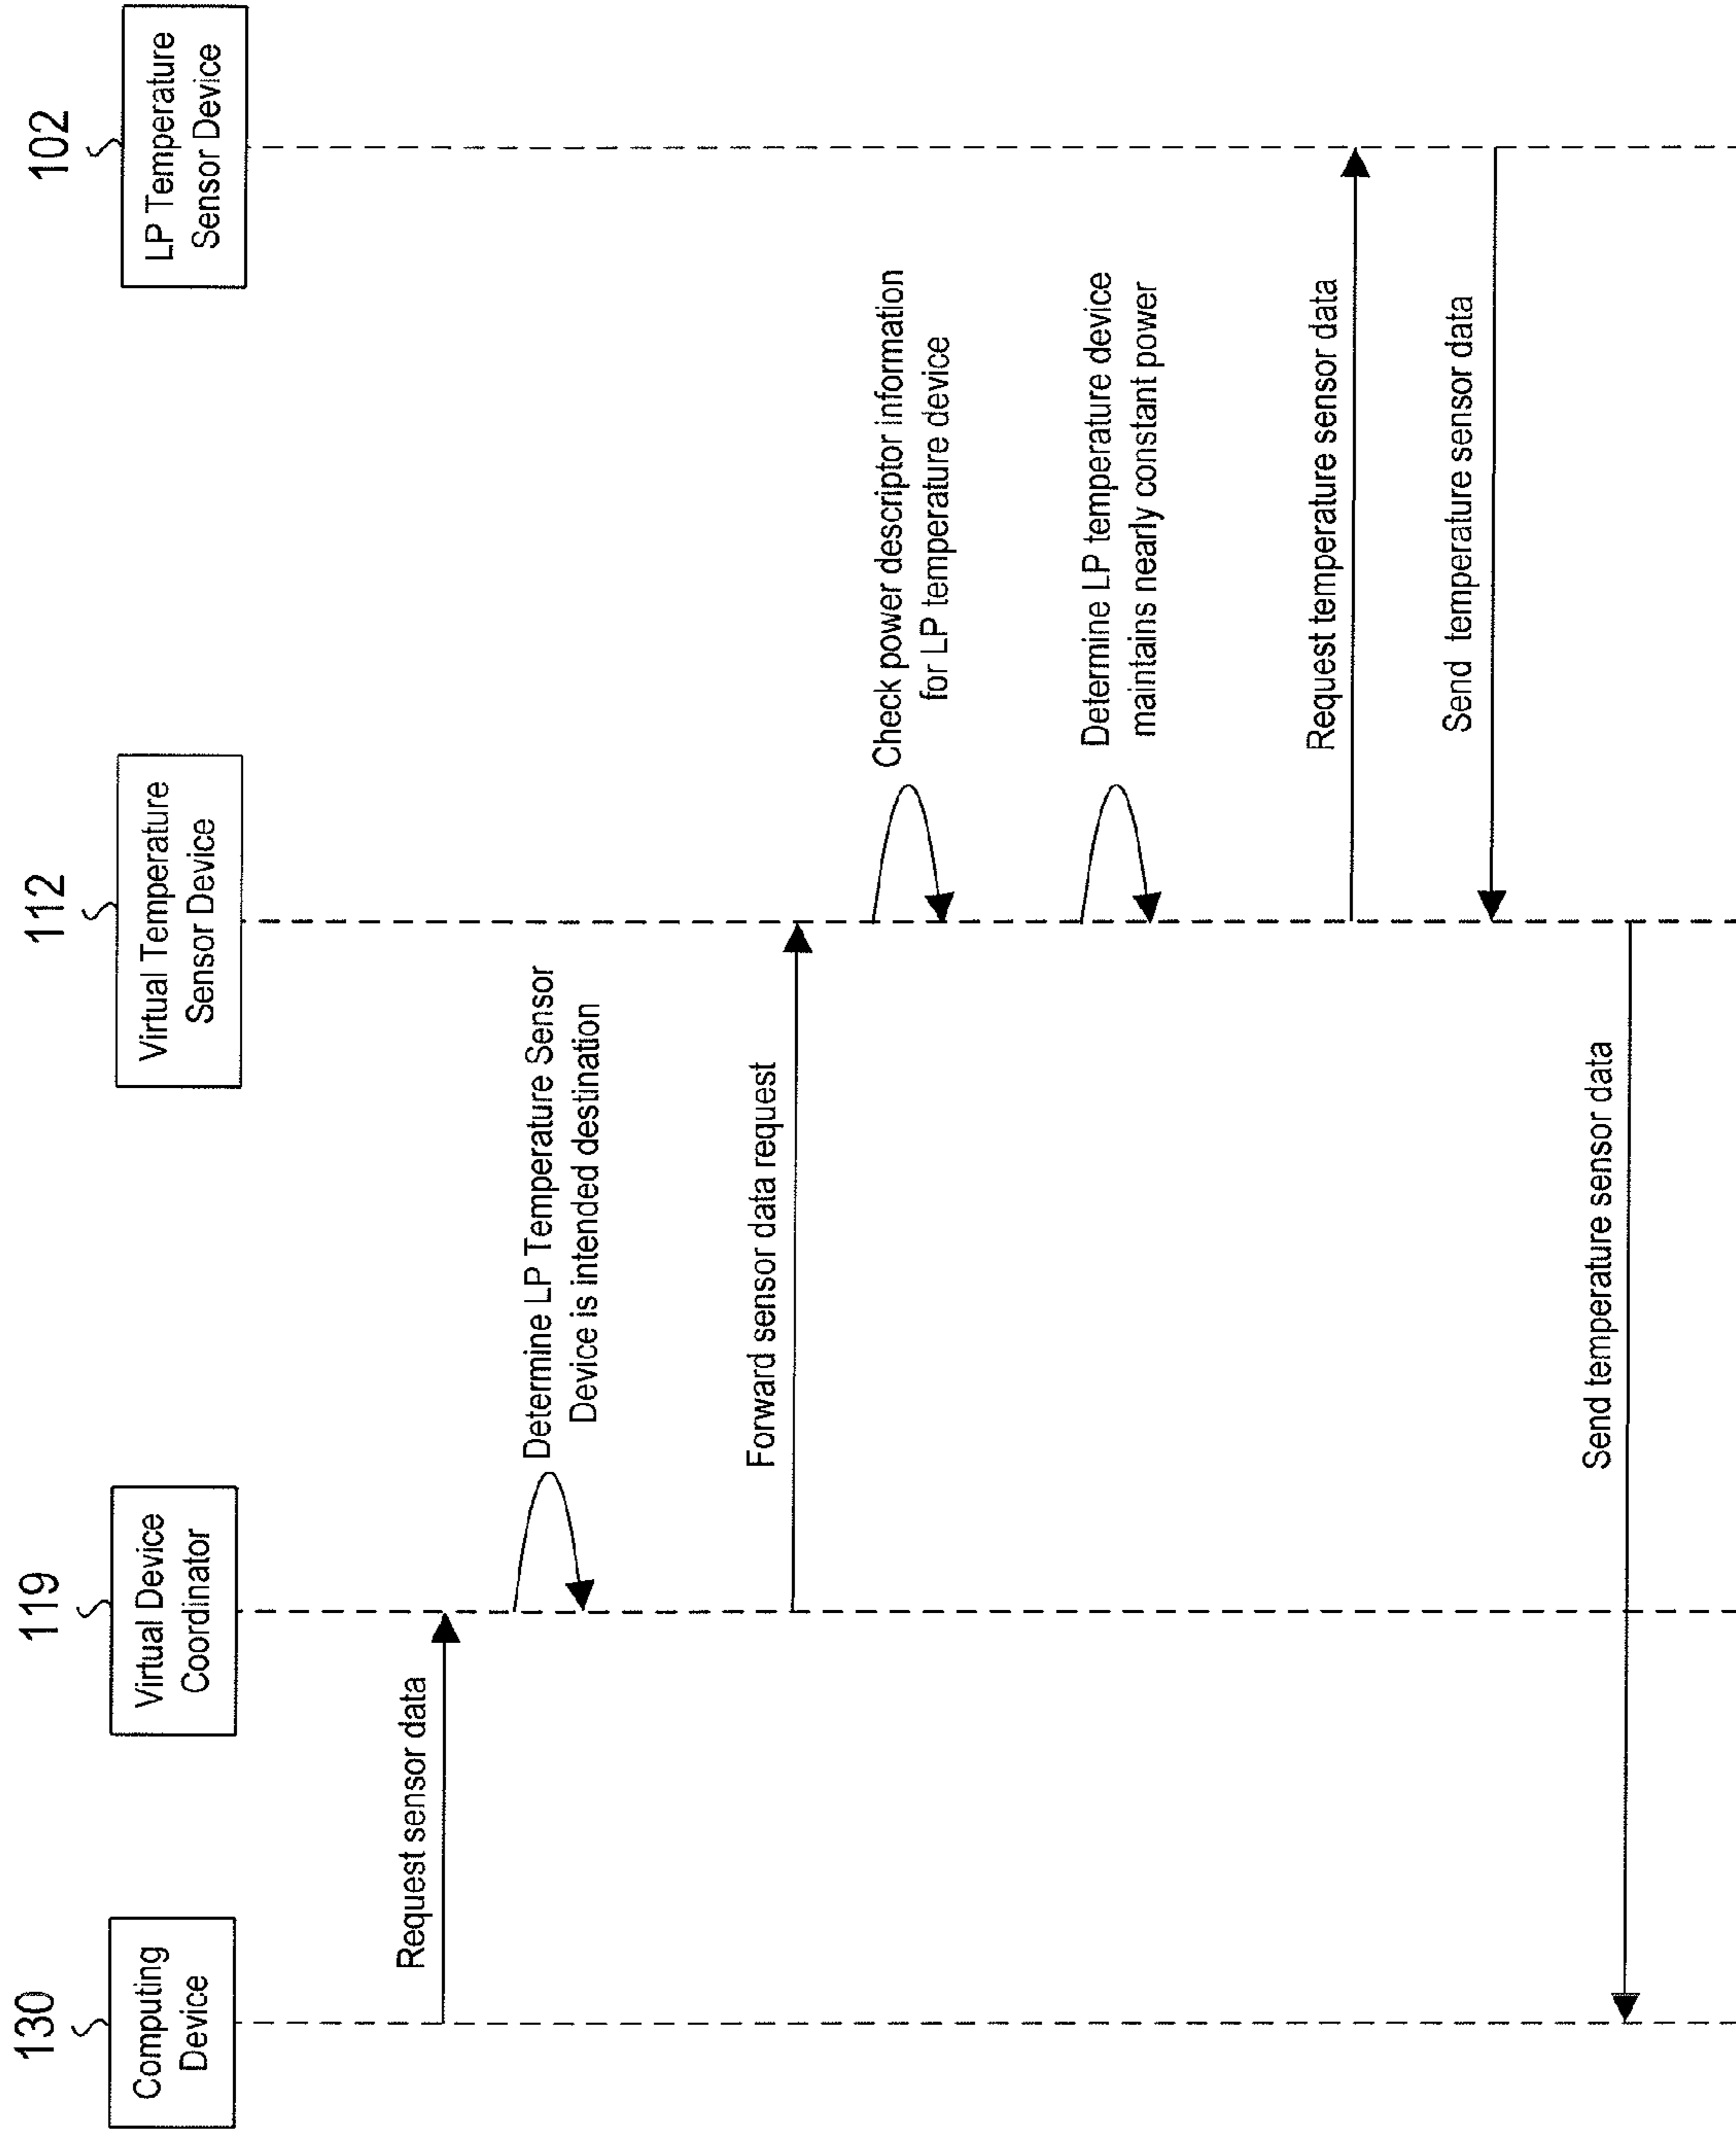 130
Computing
Device
119
Virtual Device
Coordinator
112
Virtual Temperature
Sensor Device
102
LP Temperature
Sensor Device
Request sensor data
Determine LP Temperature Sensor
Device is intended destination
Forward sensor data request
Check power descriptor information
for LP temperature device
Determine LP temperature device
maintains nearly constant power
Request temperature sensor data
Send temperature sensor data
Send temperature sensor data